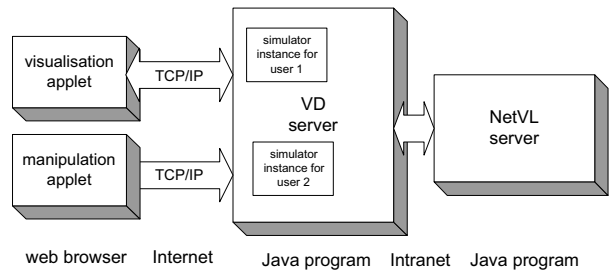 visualisation
applet
TCP/IP
simulator
instance for
user 1
VD
server
NetVL
server
manipulation
applet
TCP/IP
simulator
instance for
user 2
web browser
Internet
Java program
Intranet
Java program